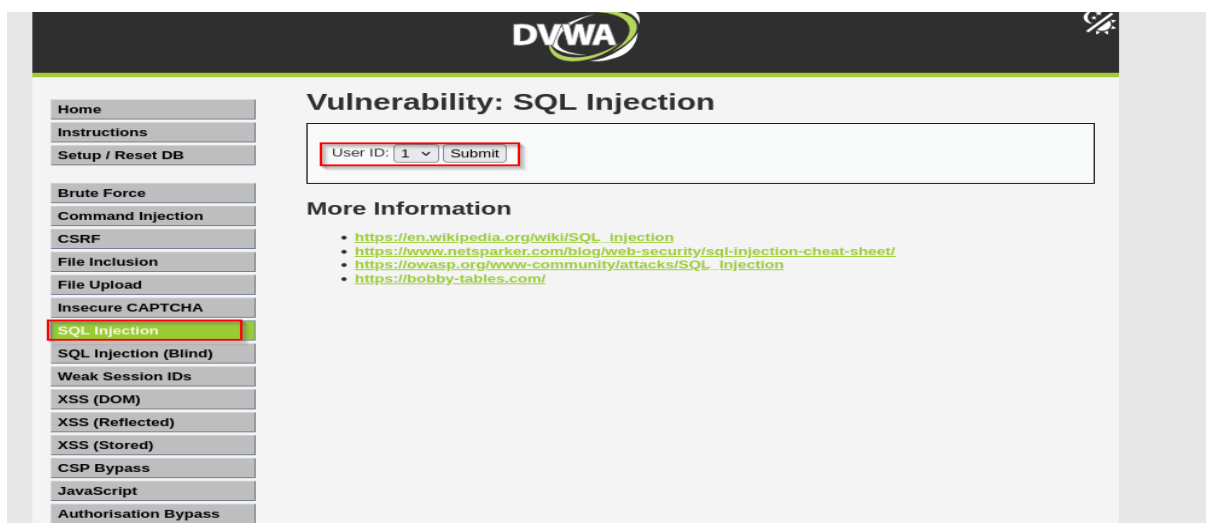 DVWA
Home
Instructions
Setup / Reset DB
Brute Force
Command Injection
CSRF
File Inclusion
File Upload
Insecure CAPTCHA
SQL Injection
SQL Injection (Blind)
Weak Session IDs
XSS (DOM)
XSS (Reflected)
XSS (Stored)
CSP Bypass
JavaScript
Authorisation Bypass
Vulnerability: SQL Injection
User ID: 1 Submit
More Information
https://en.wikipedia.org/wiki/SQL_injection
https://www.netsparker.com/blog/web-security/sql-injection-cheat-sheet/
https://owasp.org/www-community/attacks/SQL_Injection
https://bobby-tables.com/